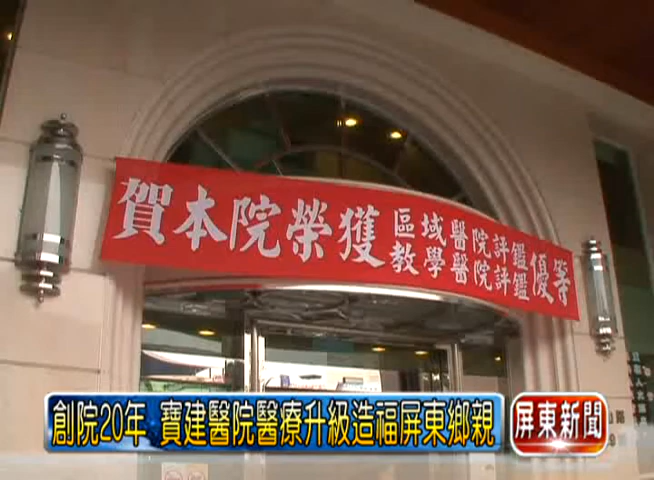 賀本院榮獲 區域醫院評鑑 優等
教學醫院評鑑
創院20年 寶建醫院醫療升級造福屏東鄉親
屏東新聞